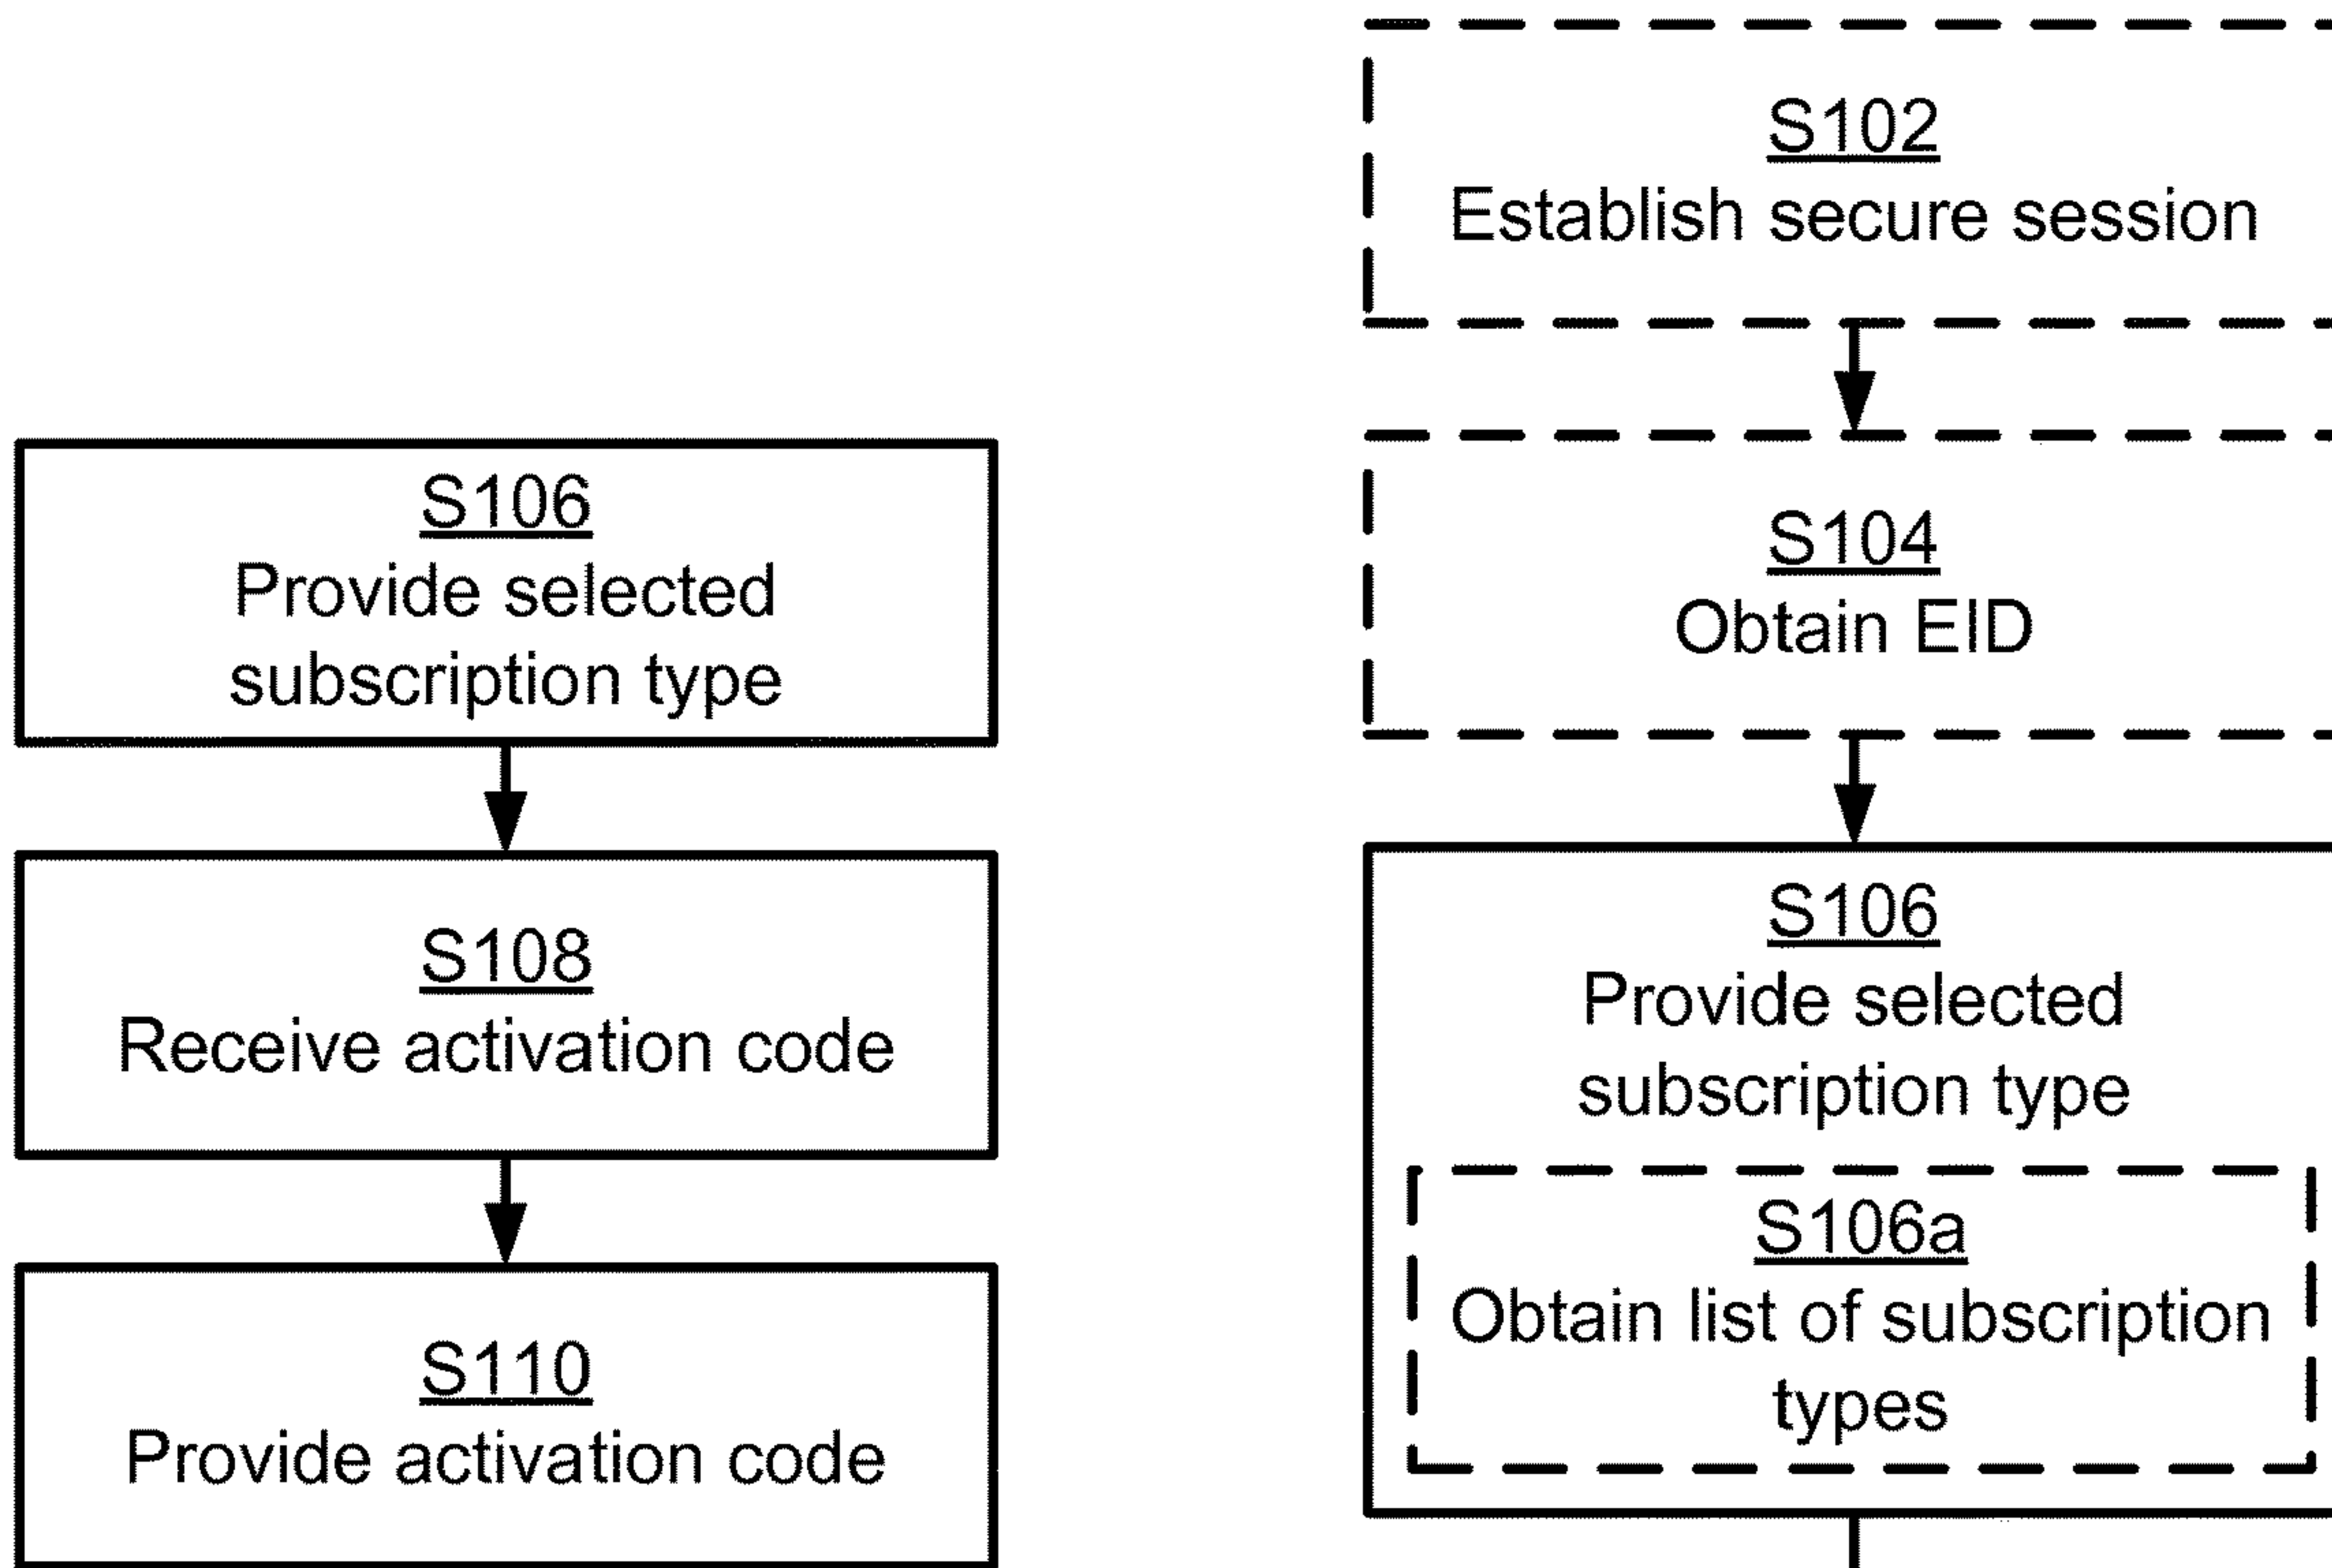 S106
Provide selected
subscription type
S108
Receive activation code
S110
Provide activation code
S102
Establish secure session
S104
Obtain EID
S106
Provide selected
subscription type
S106a
Obtain list of subscription
types